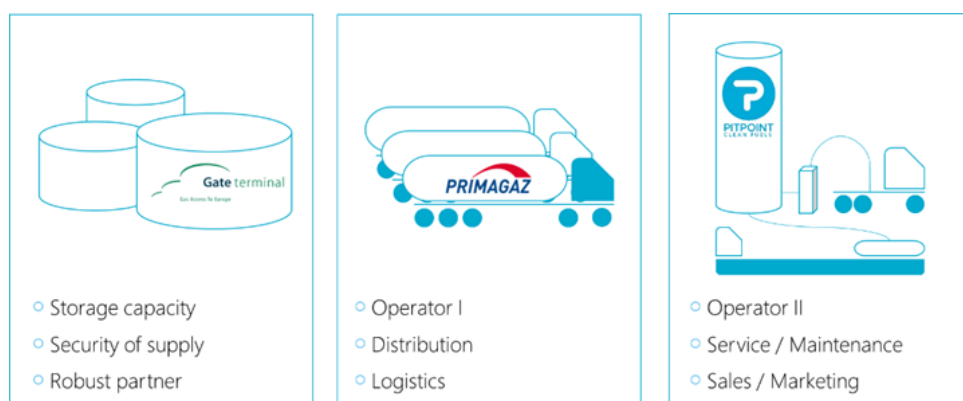 Gate terminal
Gas Access To Europe
Storage capacity
Security of supply
Robust partner
PRIMAGAZ
Operator I
Distribution
Logistics
PITPOINT
CLEAN FUELS
Operator II
Service / Maintenance
Sales / Marketing